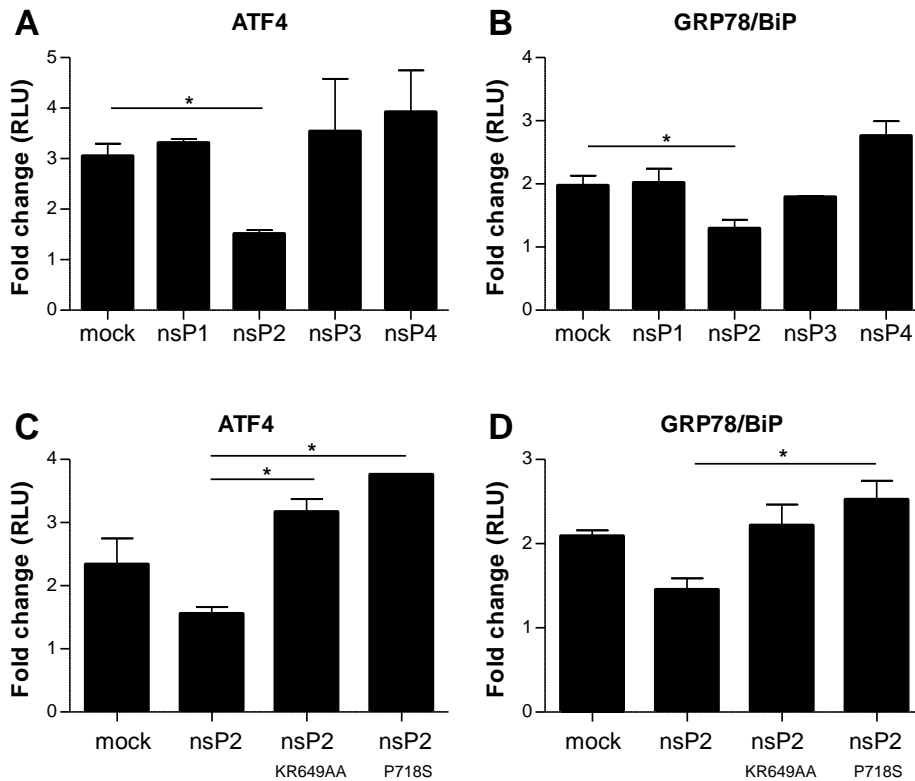 A
ATF4
Fold change (RLU)
5
4
3
2
1
0
*
mock nsP1 nsP2 nsP3 nsP4
B
GRP78/BiP
Fold change (RLU)
4
3
2
1
0
*
mock nsP1 nsP2 nsP3 nsP4
C
ATF4
Fold change (RLU)
4
3
2
1
0
*
*
mock nsP2 nsP2 nsP2
KR649AA P718S
D
GRP78/BiP
Fold change (RLU)
3
2
1
0
*
mock nsP2 nsP2 nsP2
KR649AA P718S